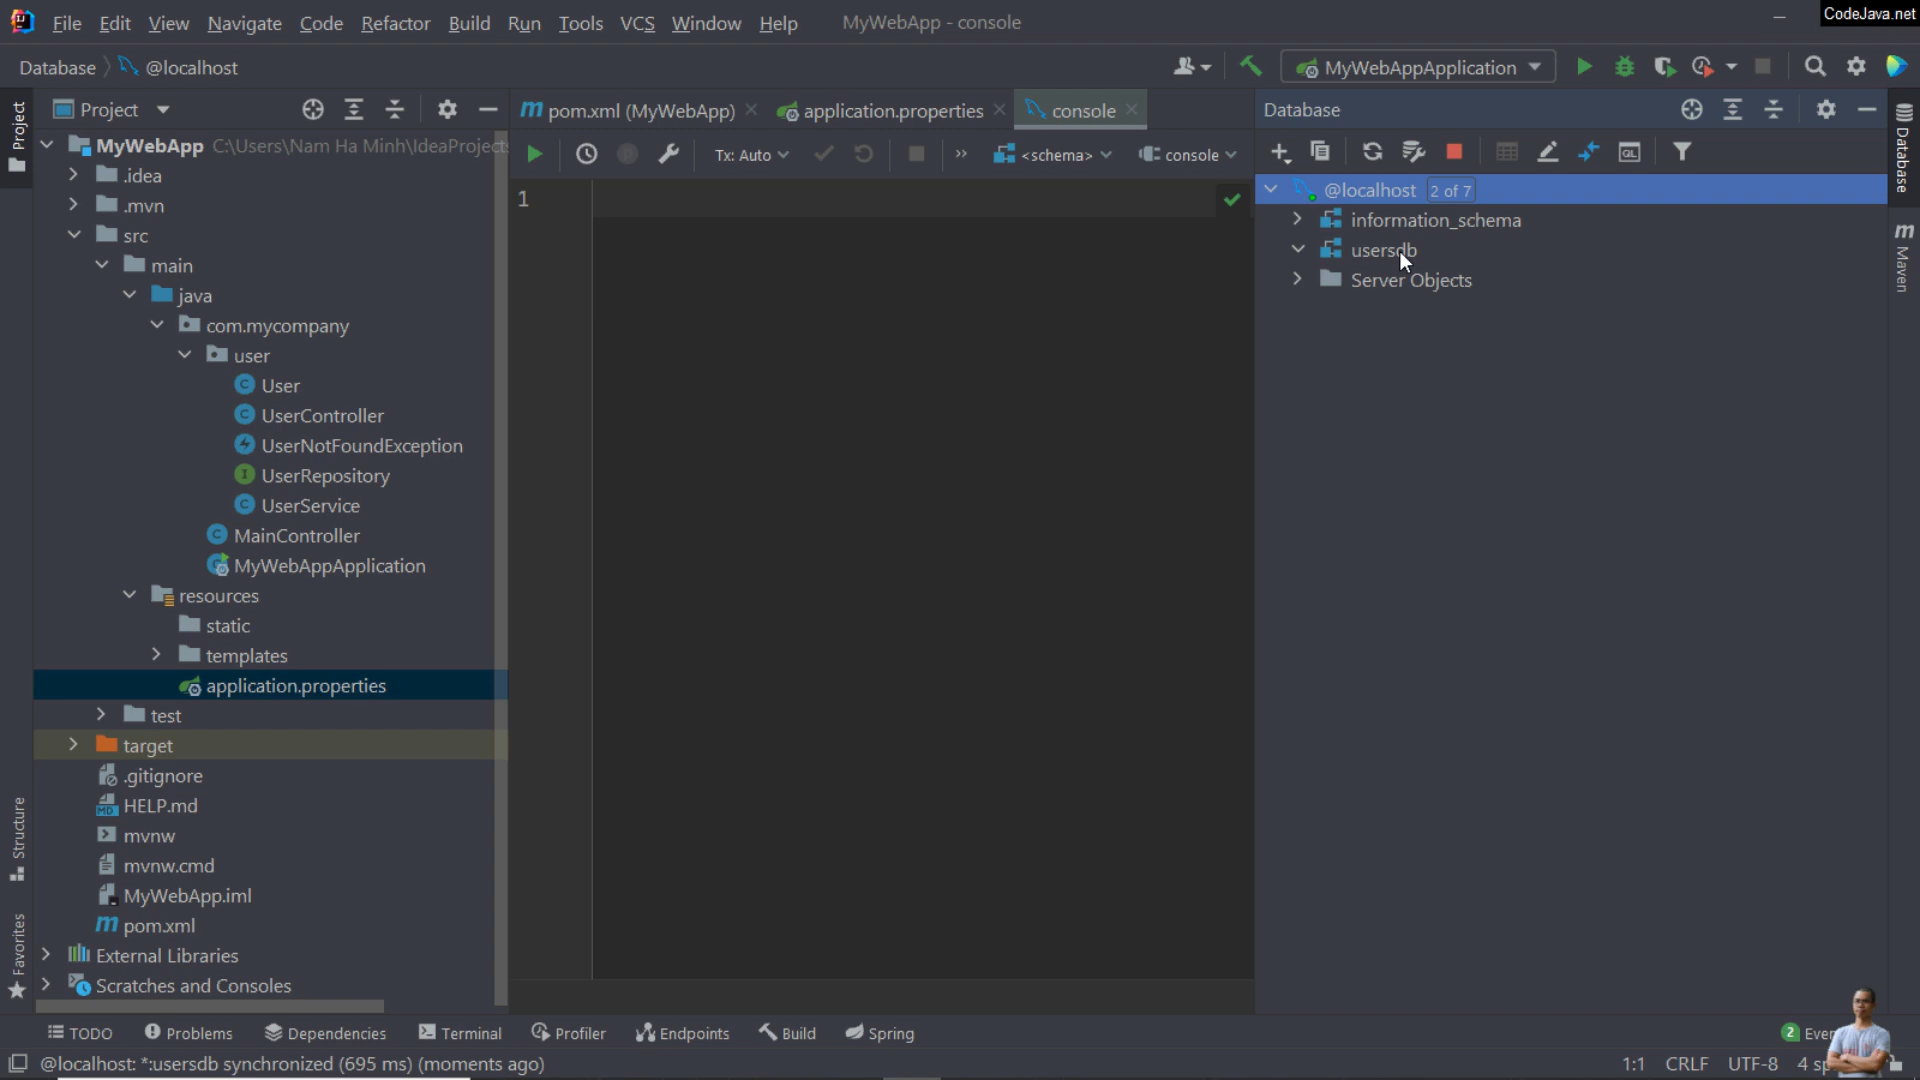 File Edit View Navigate Code Refactor Build Run Tools VCS Window Help MyWebApp - console
CodeJava.net
Database @localhost
MyWebAppApplication
Project
pom.xml (MyWebApp)
application.properties
console
Database
Project
MyWebApp C:\Users\Nam Ha Minh\IdeaProjects
Tx: Auto
<schema>
console
.idea
.mvn
src
main
java
com.mycompany
user
User
UserController
UserNotFoundException
UserRepository
UserService
MainController
MyWebAppApplication
resources
static
templates
application.properties
test
target
.gitignore
HELP.md
mvnw
mvnw.cmd
MyWebApp.iml
pom.xml
External Libraries
Scratches and Consoles
Structure
Favorites
1
@localhost 2 of 7
information_schema
usersdb
Server Objects
Database
Maven
TODO Problems Dependencies Terminal Profiler Endpoints Build Spring
2
@localhost: *:usersdb synchronized (695 ms) (moments ago)
1:1 CRLF UTF-8 4